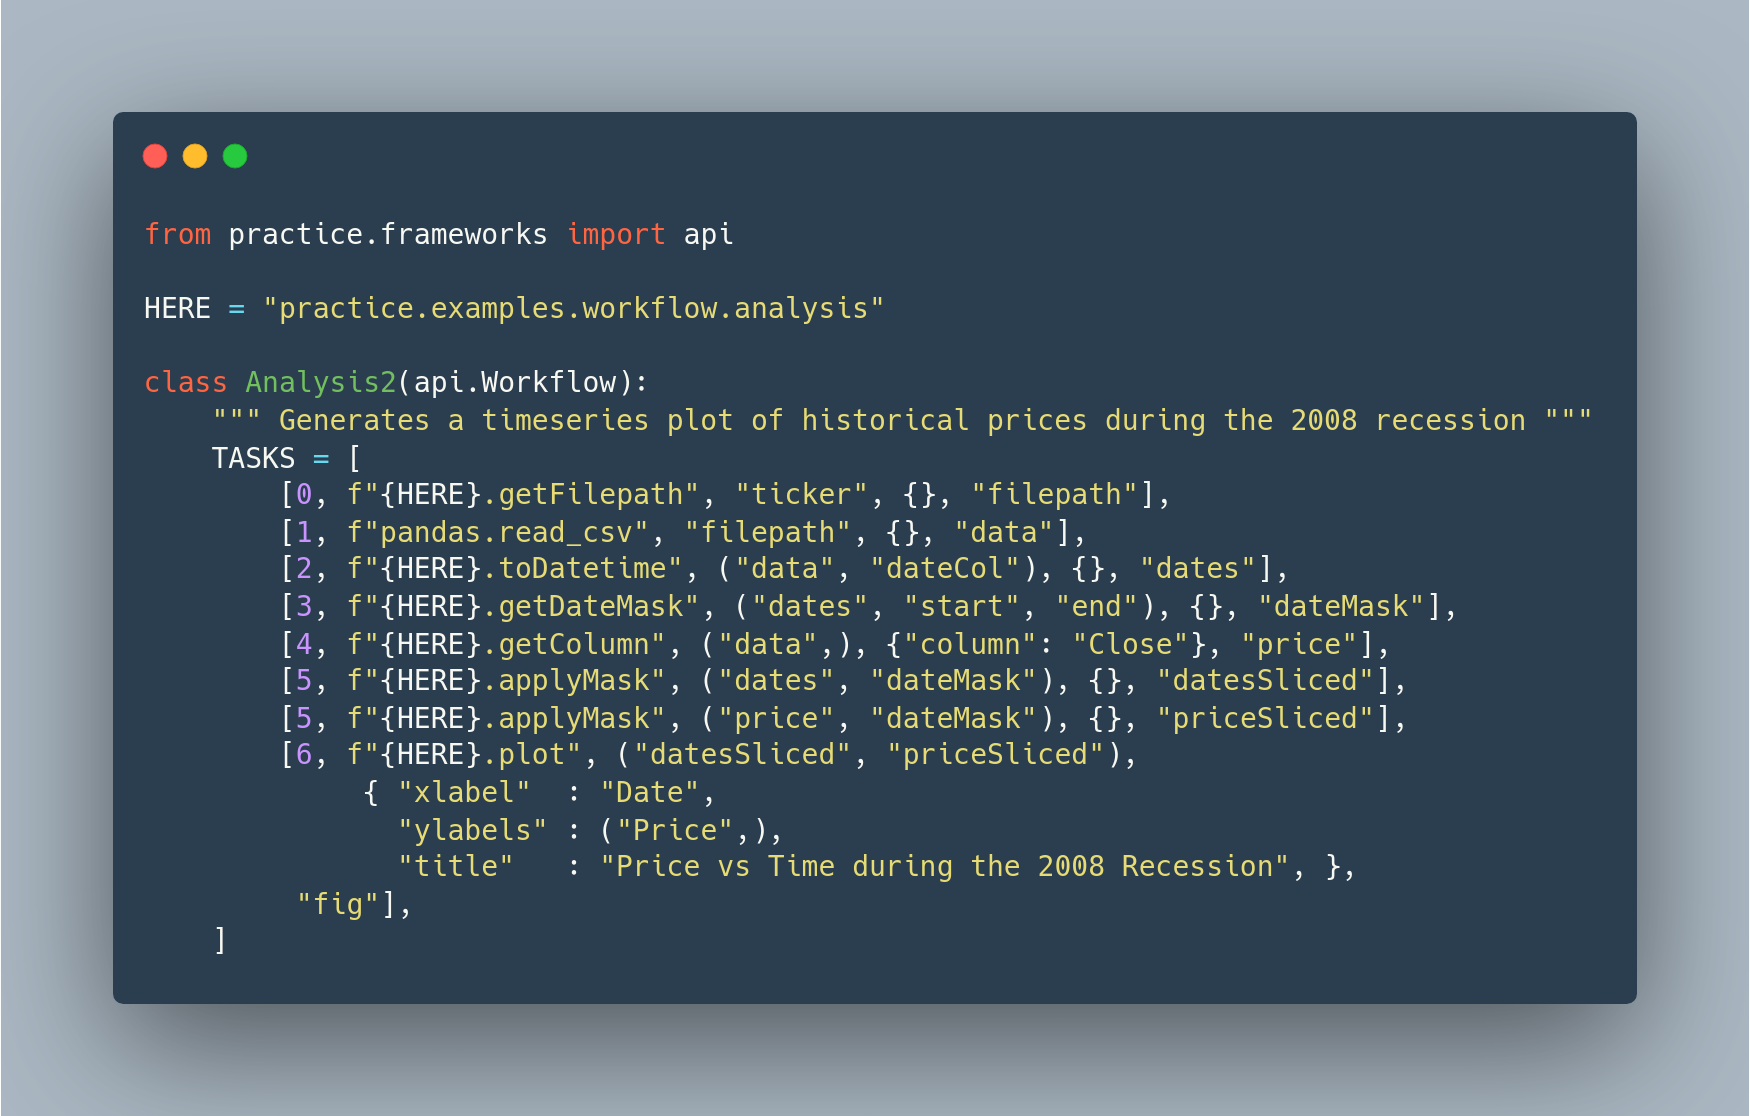 from practice.frameworks import api
HERE = "practice.examples.workflow.analysis"
class Analysis2(api.Workflow):
    """ Generates a timeseries plot of historical prices during the 2008 recession """
    TASKS = [
        [0, f"{HERE}.getFilepath", "ticker", {}, "filepath"],
        [1, f"pandas.read_csv", "filepath", {}, "data"],
        [2, f"{HERE}.toDatetime", ("data", "dateCol"), {}, "dates"],
        [3, f"{HERE}.getDateMask", ("dates", "start", "end"), {}, "dateMask"],
        [4, f"{HERE}.getColumn", ("data",), {"column": "Close"}, "price"],
        [5, f"{HERE}.applyMask", ("dates", "dateMask"), {}, "datesSliced"],
        [5, f"{HERE}.applyMask", ("price", "dateMask"), {}, "priceSliced"],
        [6, f"{HERE}.plot", ("datesSliced", "priceSliced"),
             { "xlabel"  : "Date",
               "ylabels" : ("Price",),
               "title"   : "Price vs Time during the 2008 Recession", },
         "fig"],
    ]